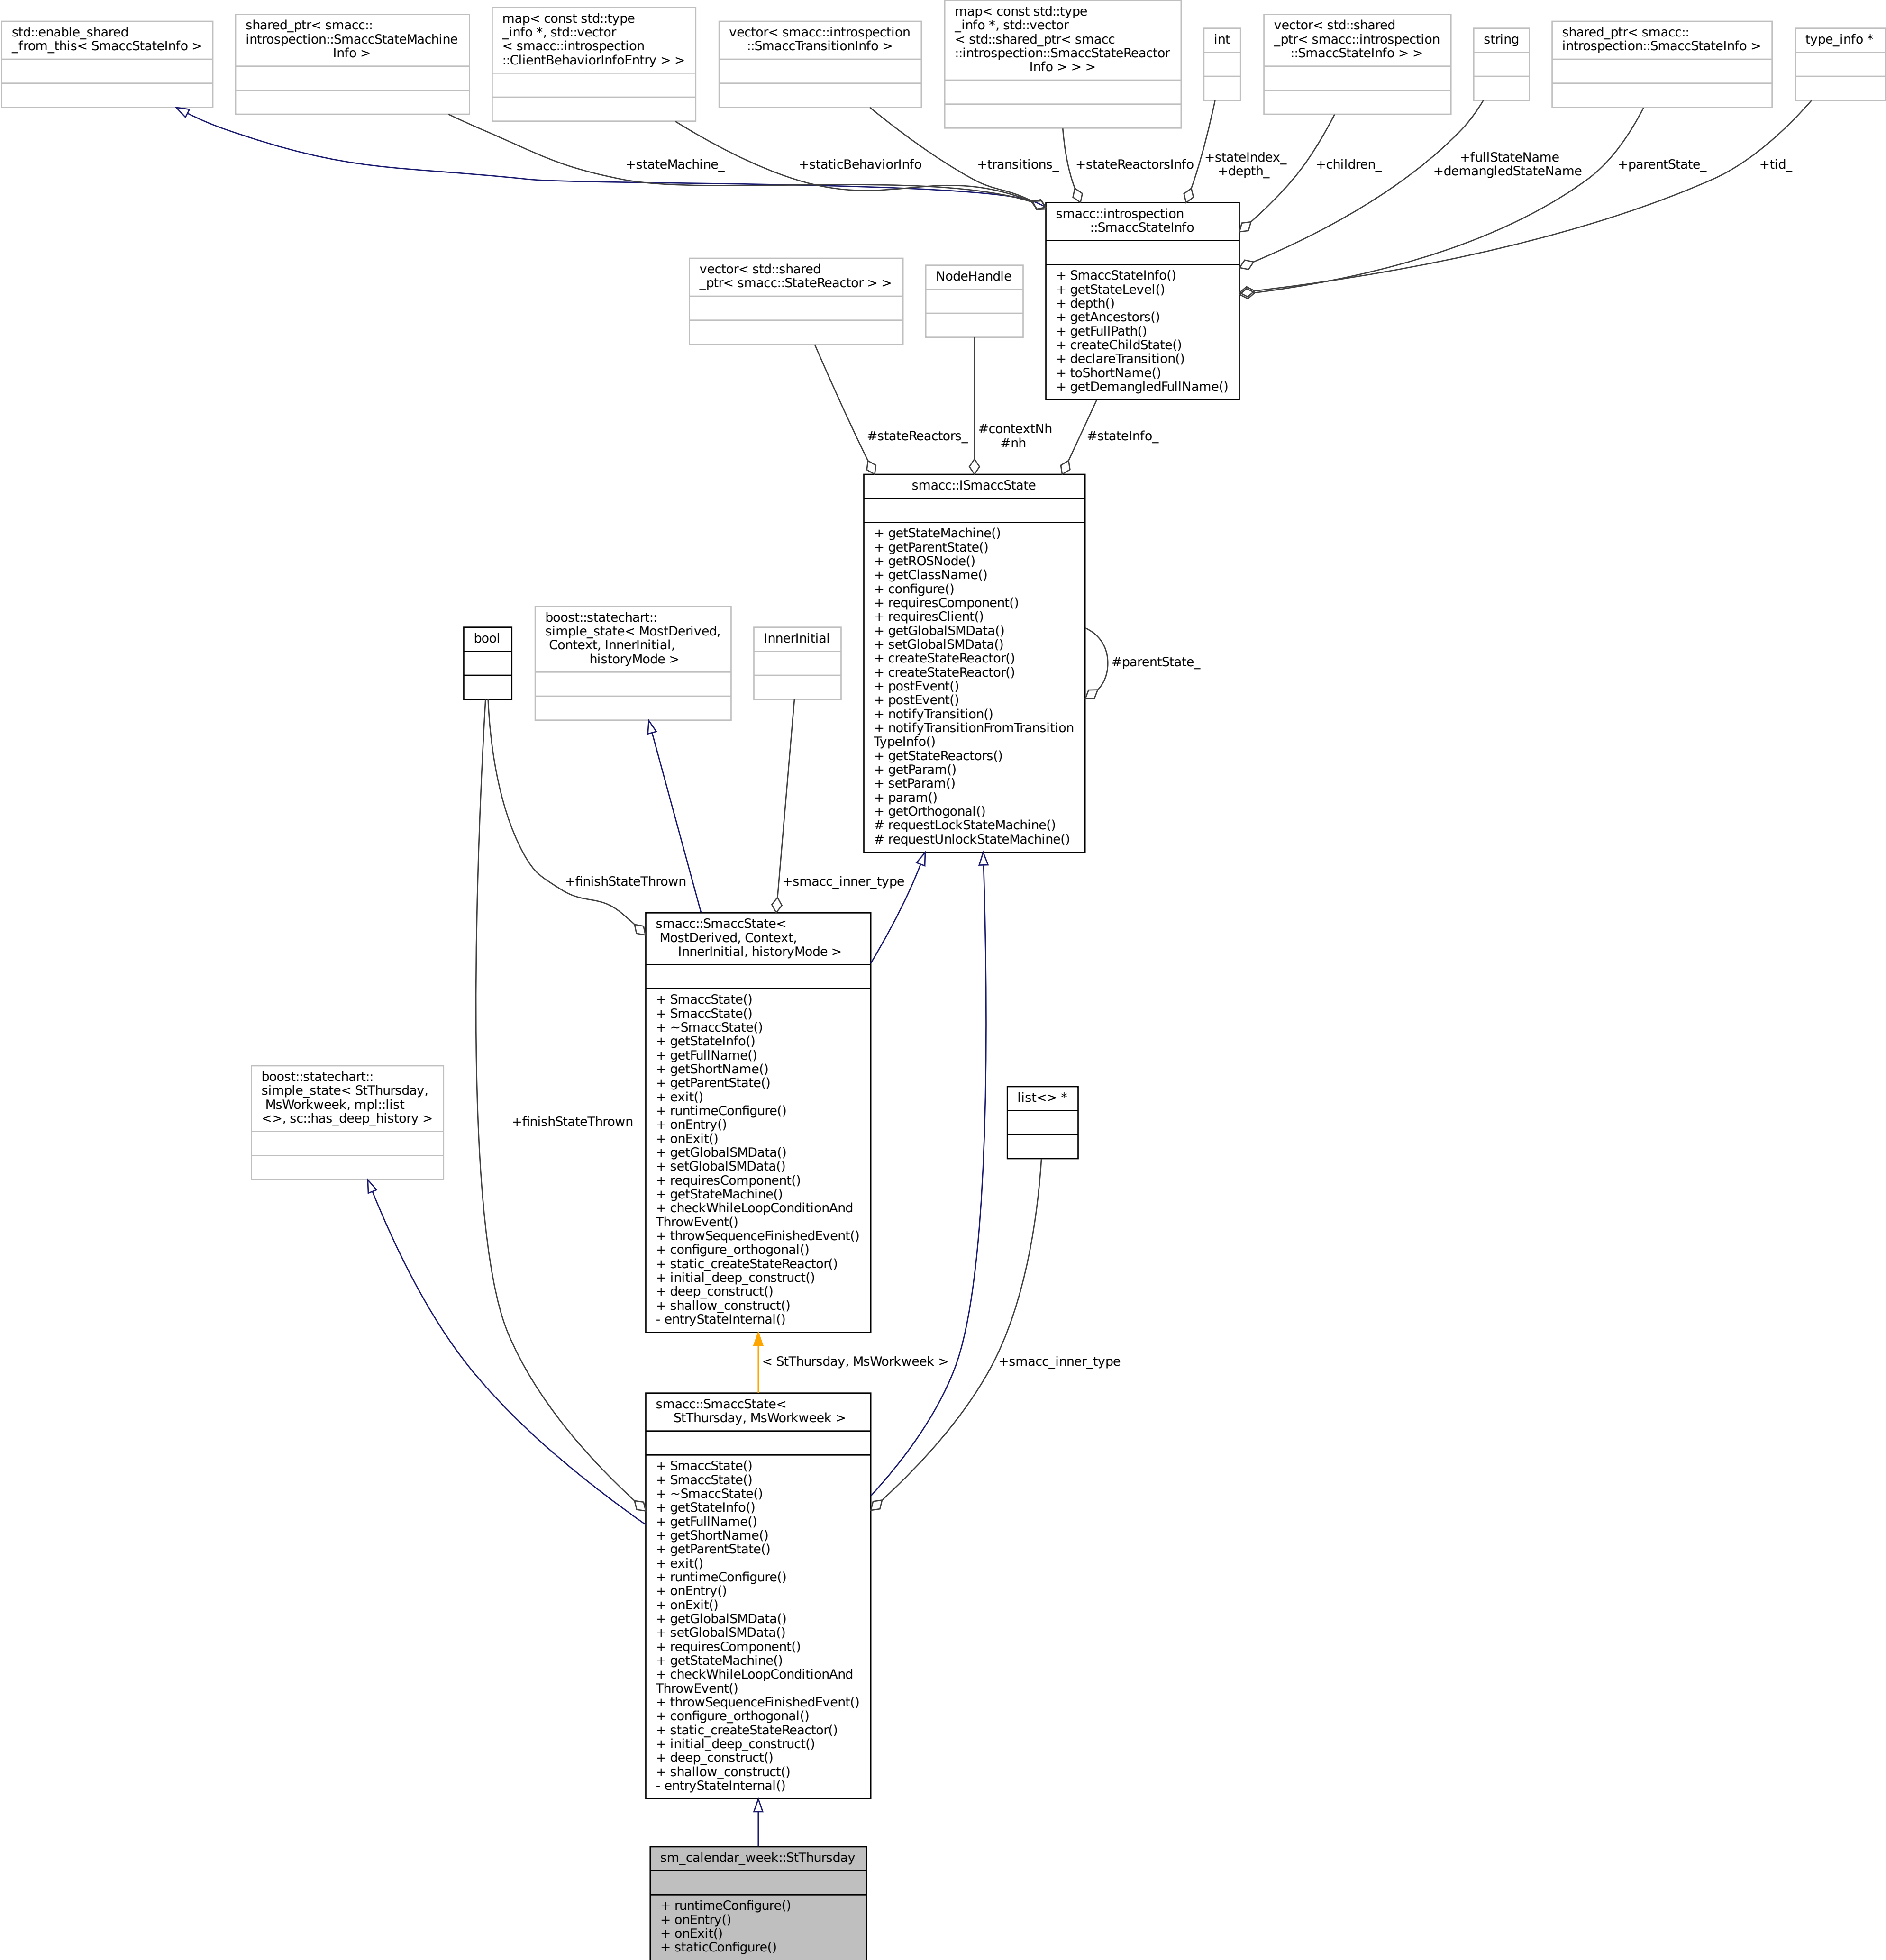 std::enable_shared
_from_this< SmaccStateInfo >
shared_ptr< smacc::
introspection::SmaccStateMachine
Info >
map< const std::type
_info *, std::vector
< smacc::introspection
::ClientBehaviorInfoEntry > >
vector< smacc::introspection
::SmaccTransitionInfo >
map< const std::type
_info *, std::vector
< std::shared_ptr< smacc
::introspection::SmaccStateReactor
Info > > >
int
vector< std::shared
_ptr< smacc::introspection
::SmaccStateInfo > >
string
shared_ptr< smacc::
introspection::SmaccStateInfo >
type_info *
+stateMachine_
+staticBehaviorInfo
+transitions_
+stateReactorsInfo
+stateIndex_
+depth_
+children_
+fullStateName
+demangledStateName
+parentState_
+tid_
smacc::introspection
::SmaccStateInfo
+ SmaccStateInfo()
+ getStateLevel()
+ depth()
+ getAncestors()
+ getFullPath()
+ createChildState()
+ declareTransition()
+ toShortName()
+ getDemangledFullName()
vector< std::shared
_ptr< smacc::StateReactor > >
NodeHandle
#stateReactors_
#contextNh
#nh
#stateInfo_
smacc::ISmaccState
+ getStateMachine()
+ getParentState()
+ getROSNode()
+ getClassName()
+ configure()
+ requiresComponent()
+ requiresClient()
+ getGlobalSMData()
+ setGlobalSMData()
+ createStateReactor()
+ createStateReactor()
+ postEvent()
+ postEvent()
+ notifyTransition()
+ notifyTransitionFromTransition
TypeInfo()
+ getStateReactors()
+ getParam()
+ setParam()
+ param()
+ getOrthogonal()
# requestLockStateMachine()
# requestUnlockStateMachine()
#parentState_
bool
boost::statechart::
simple_state< MostDerived,
Context, InnerInitial,
historyMode >
InnerInitial
+finishStateThrown
+smacc_inner_type
smacc::SmaccState<
MostDerived, Context,
InnerInitial, historyMode >
+ SmaccState()
+ SmaccState()
+ ~SmaccState()
+ getStateInfo()
+ getFullName()
+ getShortName()
+ getParentState()
+ exit()
+ runtimeConfigure()
+ onEntry()
+ onExit()
+ getGlobalSMData()
+ setGlobalSMData()
+ requiresComponent()
+ getStateMachine()
+ checkWhileLoopConditionAnd
ThrowEvent()
+ throwSequenceFinishedEvent()
+ configure_orthogonal()
+ static_createStateReactor()
+ initial_deep_construct()
+ deep_construct()
+ shallow_construct()
- entryStateInternal()
boost::statechart::
simple_state< StThursday,
MsWorkweek, mpl::list
<>, sc::has_deep_history >
+finishStateThrown
list<> *
< StThursday, MsWorkweek >
+smacc_inner_type
smacc::SmaccState<
StThursday, MsWorkweek >
+ SmaccState()
+ SmaccState()
+ ~SmaccState()
+ getStateInfo()
+ getFullName()
+ getShortName()
+ getParentState()
+ exit()
+ runtimeConfigure()
+ onEntry()
+ onExit()
+ getGlobalSMData()
+ setGlobalSMData()
+ requiresComponent()
+ getStateMachine()
+ checkWhileLoopConditionAnd
ThrowEvent()
+ throwSequenceFinishedEvent()
+ configure_orthogonal()
+ static_createStateReactor()
+ initial_deep_construct()
+ deep_construct()
+ shallow_construct()
- entryStateInternal()
sm_calendar_week::StThursday
+ runtimeConfigure()
+ onEntry()
+ onExit()
+ staticConfigure()